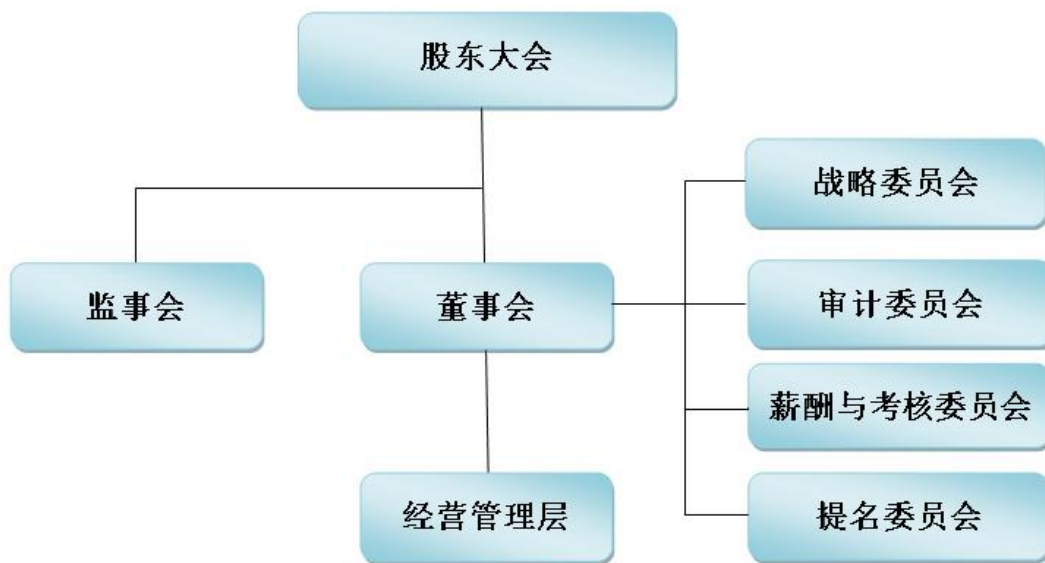 股东大会
战略委员会
监事会
董事会
审计委员会
薪酬与考核委员会
经营管理层
提名委员会